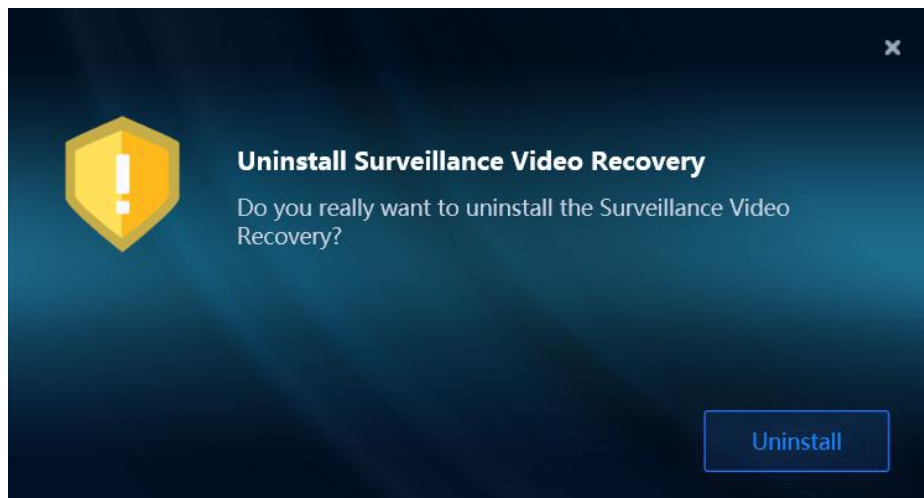 Uninstall Surveillance Video Recovery
Do you really want to uninstall the Surveillance Video
Recovery?
Uninstall